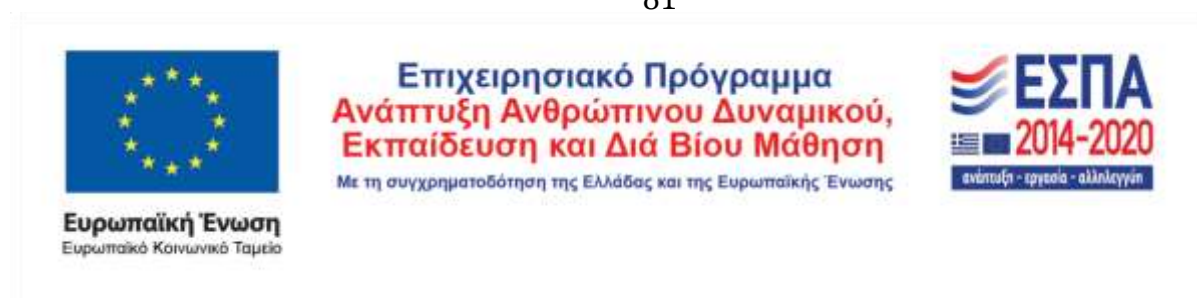 81
Επιχειρησιακό Πρόγραμμα
Ανάπτυξη Ανθρώπινου Δυναμικού,
Εκπαίδευση και Διά Βίου Μάθηση
Με τη συγχρηματοδότηση της Ελλάδας και της Ευρωπαϊκής Ένωσης
Ευρωπαϊκή Ένωση
Ευρωπαϊκό Κοινωνικό Ταμείο
ΕΣΠΑ
2014-2020
ανάπτυξη - εργασία - αλληλεγγύη